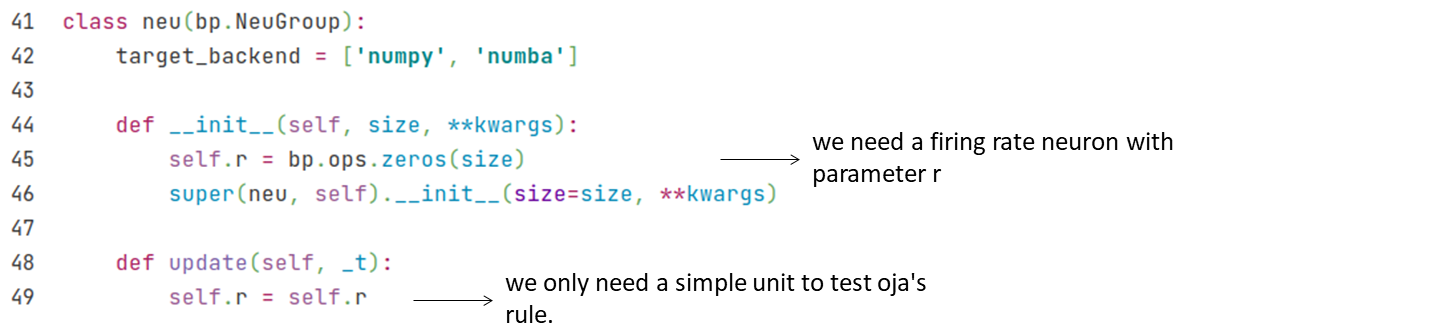 41 class neu(bp.NeuGroup):
42     target_backend = ['numpy', 'numba']
43
44     def __init__(self, size, **kwargs):
45         self.r = bp.ops.zeros(size)
we need a firing rate neuron with
parameter r
46         super(neu, self).__init__(size=size, **kwargs)
47
48     def update(self, _t):
49         self.r = self.r
we only need a simple unit to test oja's
rule.